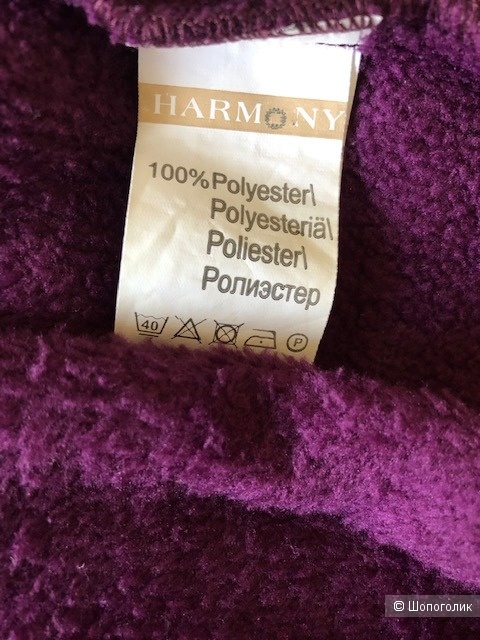 HARMONY
100%Polyester\
Polyesteriä\
Poliester\
Ролиэстер
40 P
© Шопоголик